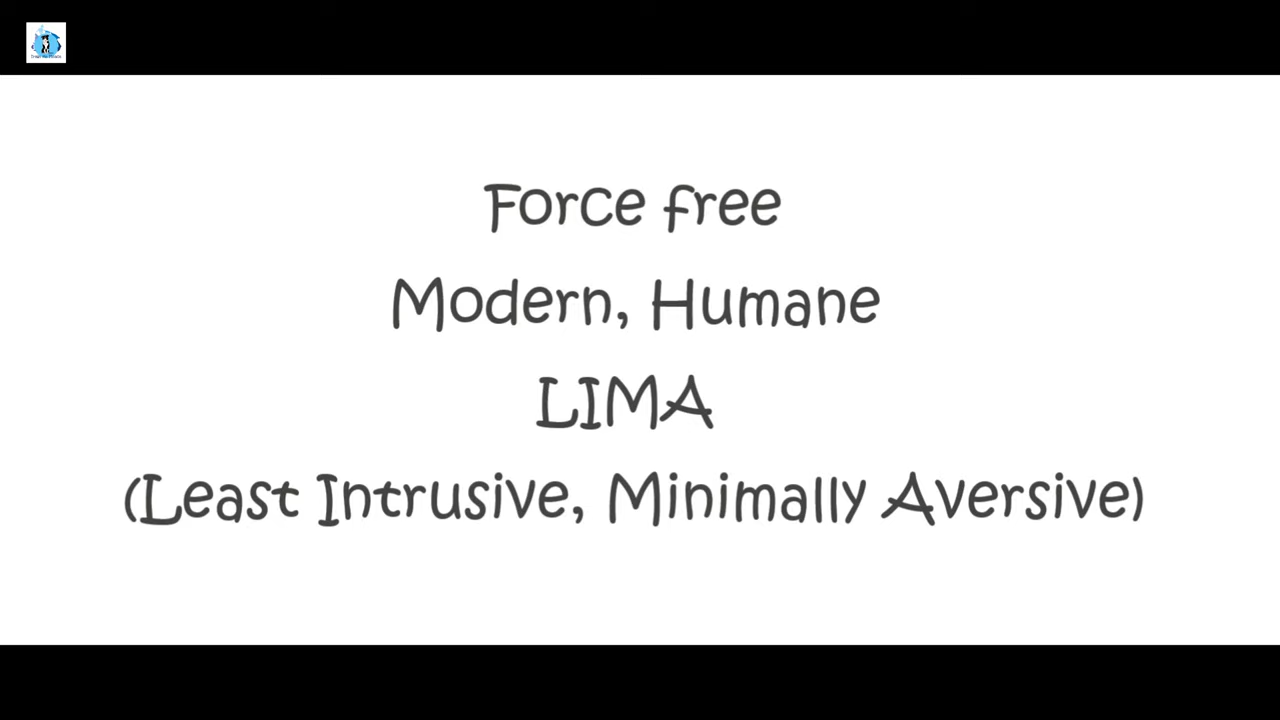 Force free
Modern, Humane
LIMA
(Least Intrusive, Minimally Aversive)